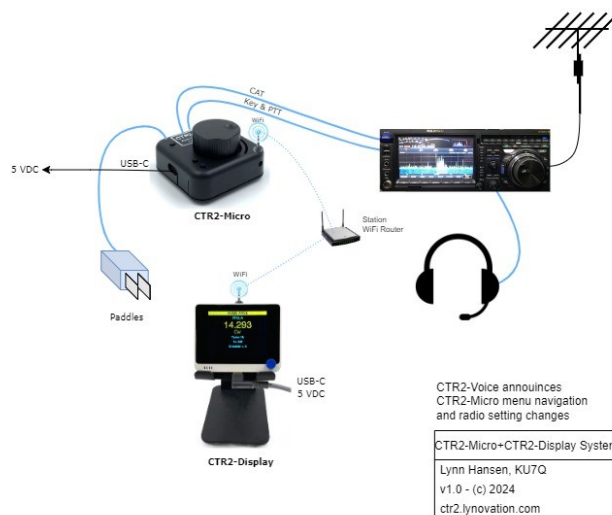 CAT
Key & PTT
WiFi
5 VDC
USB-C
CTR2-Micro
Station
WiFi Router
Paddles
WiFi
14.293
USB-C
5 VDC
CTR2-Display
CTR2-Voice annouinces
CTR2-Micro menu navigation
and radio setting changes
CTR2-Micro+CTR2-Display System
Lynn Hansen, KU7Q
v1.0 - (c) 2024
ctr2.lynovation.com